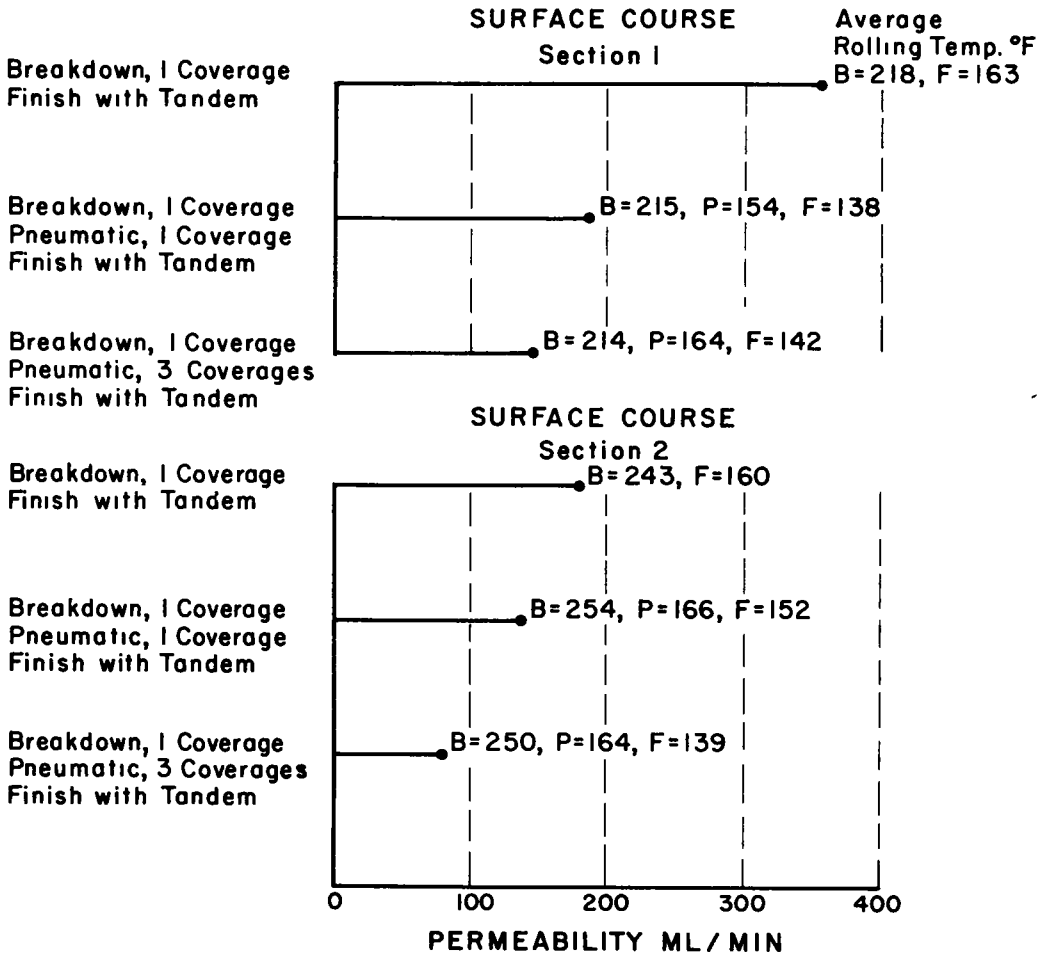 SURFACE COURSE
Section 1
Average
Rolling Temp. °F
Breakdown, 1 Coverage
Finish with Tandem
B=218, F=163
Breakdown, 1 Coverage
Pneumatic, 1 Coverage
Finish with Tandem
B=215, P=154, F=138
Breakdown, 1 Coverage
Pneumatic, 3 Coverages
Finish with Tandem
B=214, P=164, F=142
SURFACE COURSE
Section 2
Breakdown, 1 Coverage
Finish with Tandem
B=243, F=160
Breakdown, 1 Coverage
Pneumatic, 1 Coverage
Finish with Tandem
B=254, P=166, F=152
Breakdown, 1 Coverage
Pneumatic, 3 Coverages
Finish with Tandem
B=250, P=164, F=139
0 100 200 300 400
PERMEABILITY ML/MIN